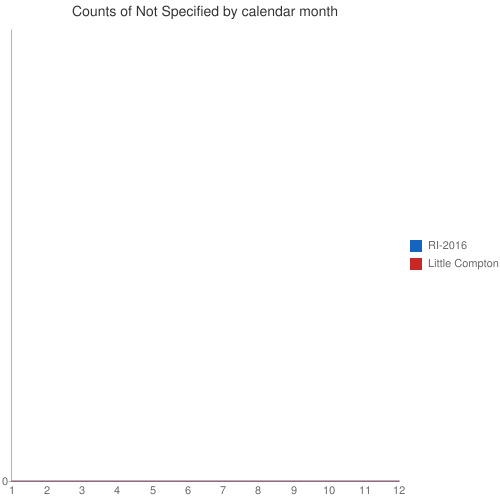 Counts of Not Specified by calendar month
RI-2016
Little Compton
0
1 2 3 4 5 6 7 8 9 10 11 12